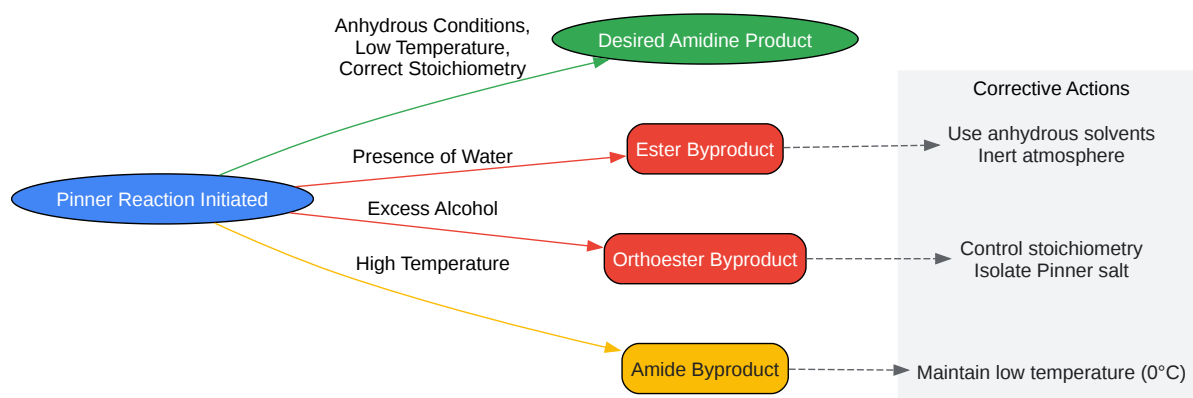 Anhydrous Conditions,
Low Temperature,
Correct Stoichiometry
Desired Amidine Product
Corrective Actions
Presence of Water
Ester Byproduct
Use anhydrous solvents
Inert atmosphere
Pinner Reaction Initiated
Excess Alcohol
Orthoester Byproduct
Control stoichiometry
Isolate Pinner salt
High Temperature
Amide Byproduct
Maintain low temperature (0°C)